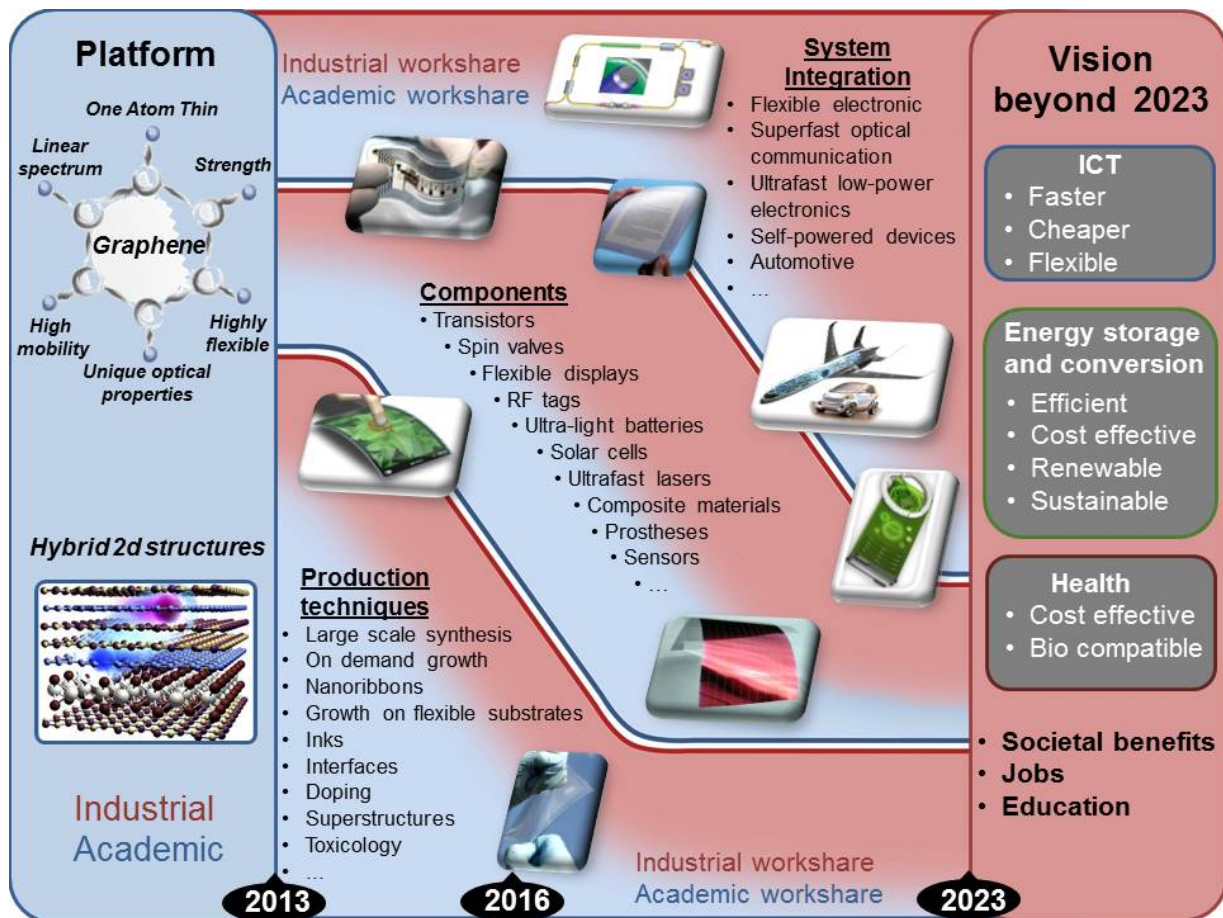 Platform
One Atom Thin
Linear
spectrum
Strength
Graphene
High
mobility
Highly
flexible
Unique optical
properties
Hybrid 2d structures
Industrial
Academic
Industrial workshare
Academic workshare
System
Integration
• Flexible electronic
• Superfast optical
communication
• Ultrafast low-power
electronics
• Self-powered devices
• Automotive
• ...
Components
• Transistors
• Spin valves
• Flexible displays
• RF tags
• Ultra-light batteries
• Solar cells
• Ultrafast lasers
• Composite materials
• Prostheses
• Sensors
• ...
Production
techniques
• Large scale synthesis
• On demand growth
• Nanoribbons
• Growth on flexible substrates
• Inks
• Interfaces
• Doping
• Superstructures
• Toxicology
• ...
Industrial workshare
Academic workshare
Vision
beyond 2023
ICT
• Faster
• Cheaper
• Flexible
Energy storage
and conversion
• Efficient
• Cost effective
• Renewable
• Sustainable
Health
• Cost effective
• Bio compatible
• Societal benefits
• Jobs
• Education
2013
2016
2023